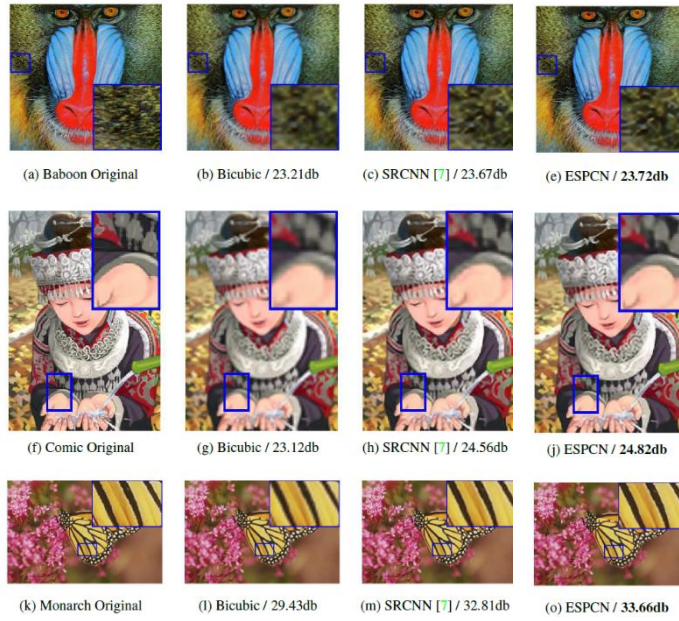 (a) Baboon Original
(b) Bicubic / 23.21db
(c) SRCNN [7] / 23.67db
(e) ESPCN / 23.72db
(f) Comic Original
(g) Bicubic / 23.12db
(h) SRCNN [7] / 24.56db
(j) ESPCN / 24.82db
(k) Monarch Original
(l) Bicubic / 29.43db
(m) SRCNN [7] / 32.81db
(o) ESPCN / 33.66db